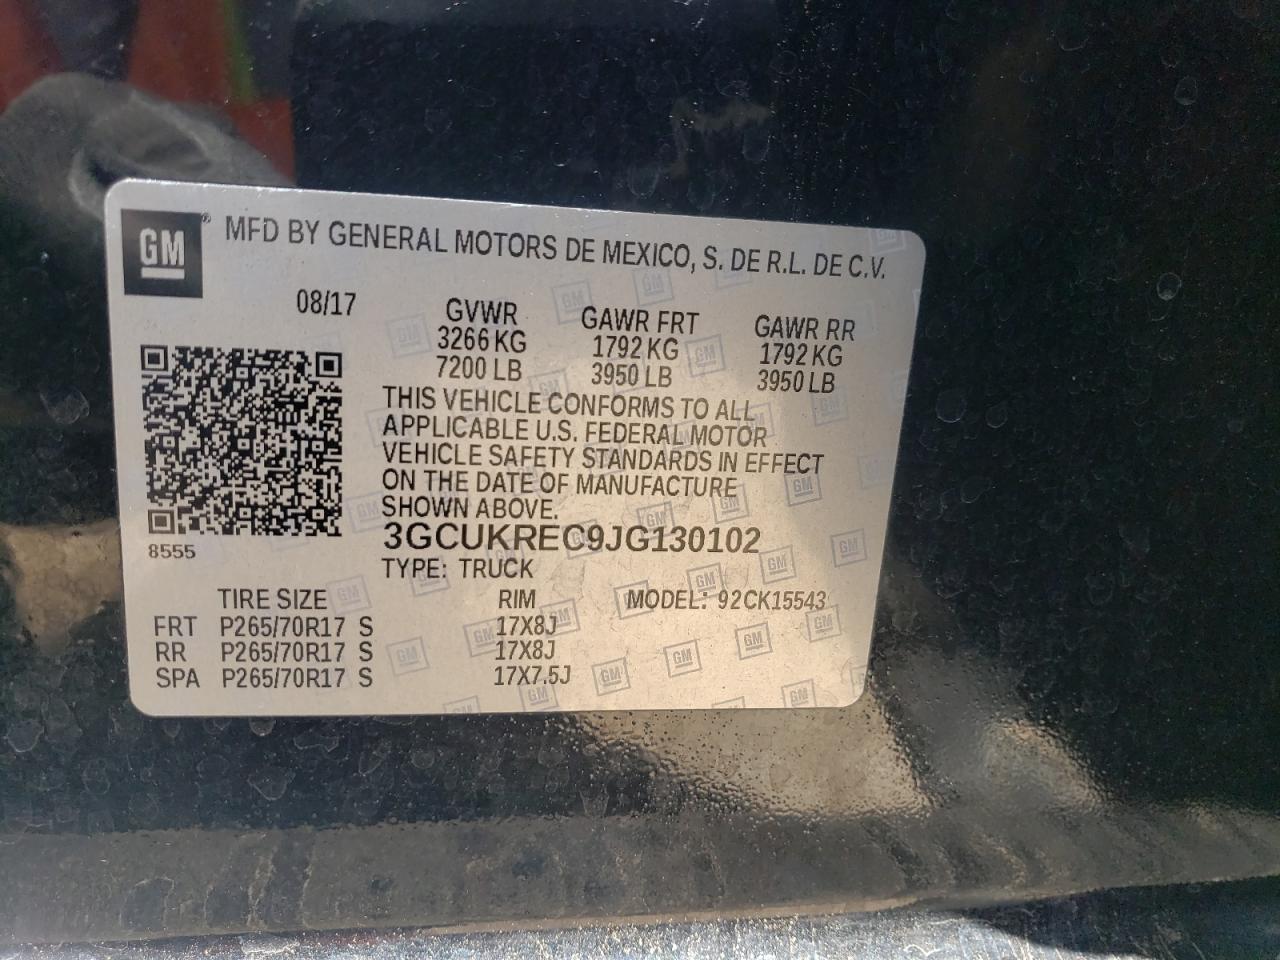 GM ® MFD BY GENERAL MOTORS DE MEXICO, S. DE R.L. DE C.V.
08/17
GVWR GAWR FRT GAWR RR
3266 KG 1792 KG 1792 KG
7200 LB 3950 LB 3950 LB
THIS VEHICLE CONFORMS TO ALL
APPLICABLE U.S. FEDERAL MOTOR
VEHICLE SAFETY STANDARDS IN EFFECT
ON THE DATE OF MANUFACTURE
SHOWN ABOVE.
8555
3GCUKREC9JG130102
TYPE: TRUCK
TIRE SIZE RIM MODEL: 92CK15543
FRT P265/70R17 S 17X8J
RR P265/70R17 S 17X8J
SPA P265/70R17 S 17X7.5J